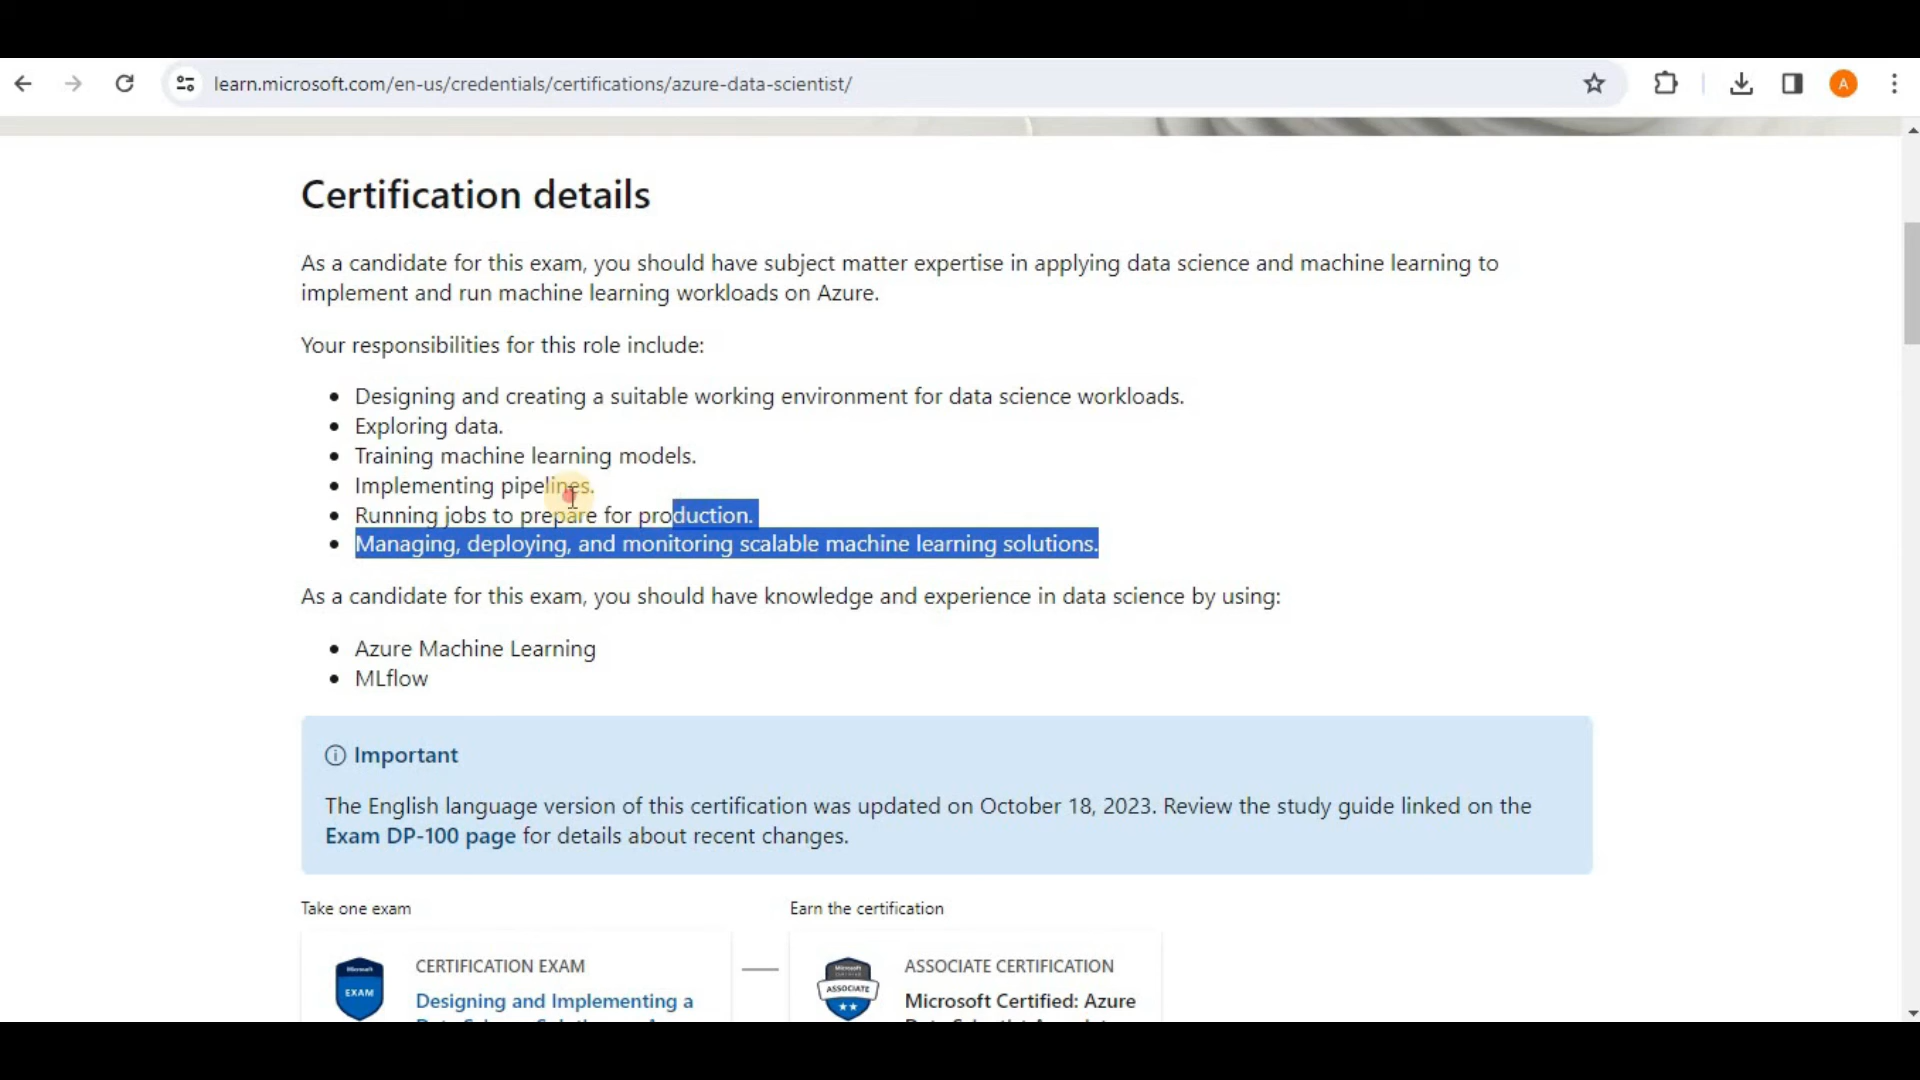 learn.microsoft.com/en-us/credentials/certifications/azure-data-scientist/
A
Certification details
As a candidate for this exam, you should have subject matter expertise in applying data science and machine learning to
implement and run machine learning workloads on Azure.
Your responsibilities for this role include:
Designing and creating a suitable working environment for data science workloads.
Exploring data.
Training machine learning models.
Implementing pipelines.
Running jobs to prepare for production.
Managing, deploying, and monitoring scalable machine learning solutions.
As a candidate for this exam, you should have knowledge and experience in data science by using:
Azure Machine Learning
MLflow
Important
The English language version of this certification was updated on October 18, 2023. Review the study guide linked on the
Exam DP-100 page for details about recent changes.
Take one exam
Earn the certification
Microsoft
EXAM
CERTIFICATION EXAM
Designing and Implementing a
Microsoft
CERTIFIED
ASSOCIATE
ASSOCIATE CERTIFICATION
Microsoft Certified: Azure